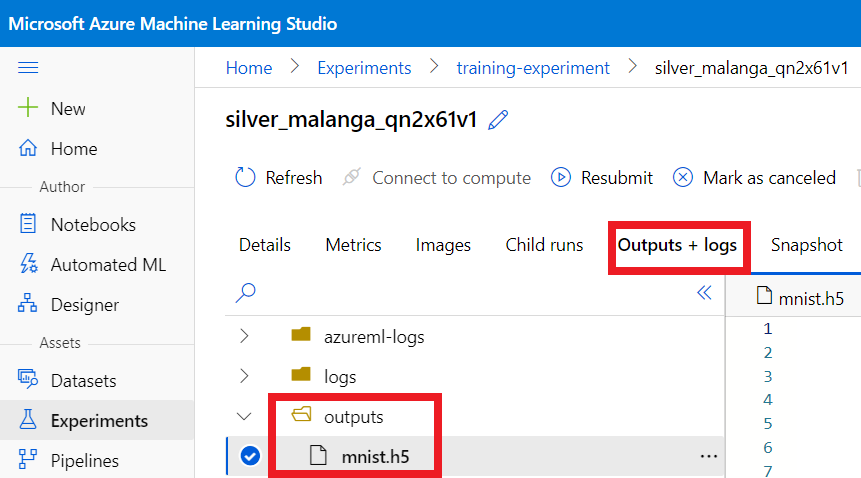 Microsoft Azure Machine Learning Studio
Home > Experiments > training-experiment > silver_malanga_qn2x61v1
New
Home
Author
Notebooks
Automated ML
Designer
Assets
Datasets
Experiments
Pipelines
silver_malanga_qn2x61v1
Refresh Connect to compute Resubmit Mark as canceled
Details Metrics Images Child runs Outputs + logs Snapshot
azureml-logs
logs
outputs
mnist.h5 ...
mnist.h5
1
2
3
4
5
6
7